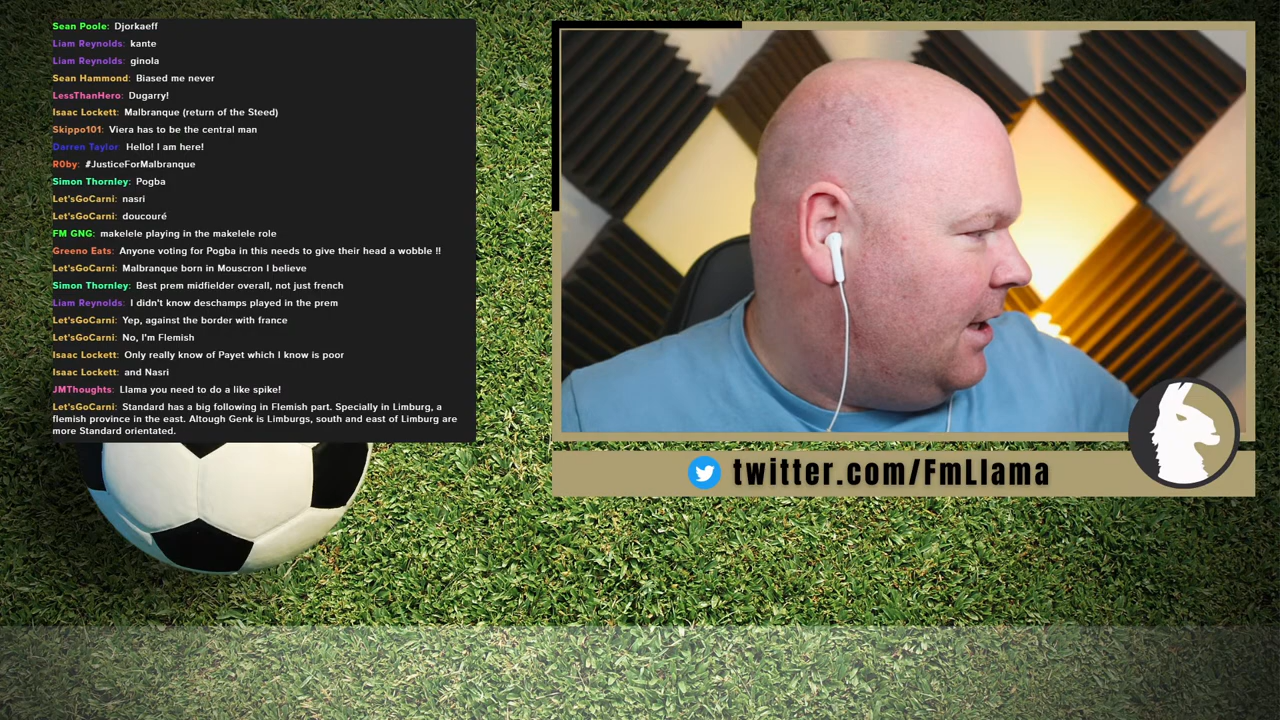 Sean Poole: Djorkaeff
Liam Reynolds: kante
Liam Reynolds: ginola
Sean Hammond: Biased me never
LessThanHero: Dugarry!
Isaac Lockett: Malbranque (return of the Steed)
Skippo101: Viera has to be the central man
Darren Taylor: Hello! I am here!
R0by: #JusticeForMalbranque
Simon Thornley: Pogba
Let'sGoCarni: nasri
Let'sGoCarni: doucouré
FM GNG: makelele playing in the makelele role
Greeno Eats: Anyone voting for Pogba in this needs to give their head a wobble !!
Let'sGoCarni: Malbranque born in Mouscron I believe
Simon Thornley: Best prem midfielder overall, not just french
Liam Reynolds: I didn't know deschamps played in the prem
Let'sGoCarni: Yep, against the border with france
Let'sGoCarni: No, I'm Flemish
Isaac Lockett: Only really know of Payet which I know is poor
Isaac Lockett: and Nasri
JMThoughts: Llama you need to do a like spike!
Let'sGoCarni: Standard has a big following in Flemish part. Specially in Limburg, a
flemish province in the east. Altough Genk is Limburgs, south and east of Limburg are
more Standard orientated.
twitter.com/FmLlama